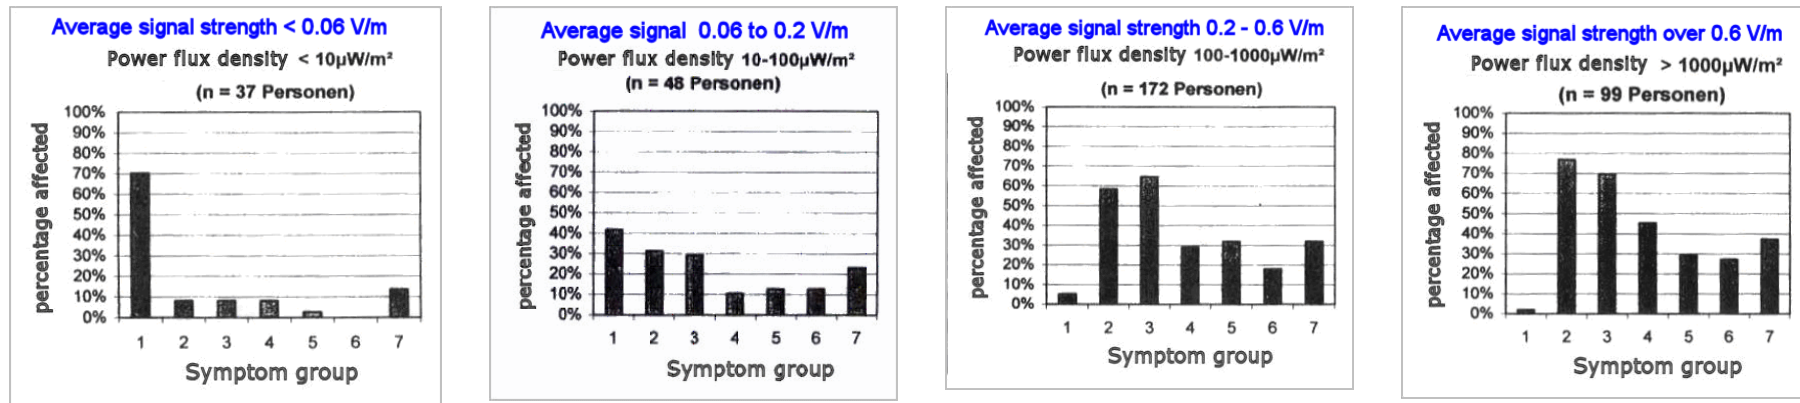 Average signal strength < 0.06 V/m
Power flux density < 10µW/m²
(n = 37 Personen)
100%
90%
80%
70%
60%
50%
40%
30%
20%
10%
0%
percentage affected
1 2 3 4 5 6 7
Symptom group
Average signal 0.06 to 0.2 V/m
Power flux density 10-100µW/m²
(n = 48 Personen)
100%
90%
80%
70%
60%
50%
40%
30%
20%
10%
0%
percentage affected
1 2 3 4 5 6 7
Symptom group
Average signal strength 0.2 - 0.6 V/m
Power flux density 100-1000µW/m²
(n = 172 Personen)
100%
90%
80%
70%
60%
50%
40%
30%
20%
10%
0%
percentage affected
1 2 3 4 5 6 7
Symptom group
Average signal strength over 0.6 V/m
Power flux density > 1000µW/m²
(n = 99 Personen)
100%
90%
80%
70%
60%
50%
40%
30%
20%
10%
0%
percentage affected
1 2 3 4 5 6 7
Symptom group